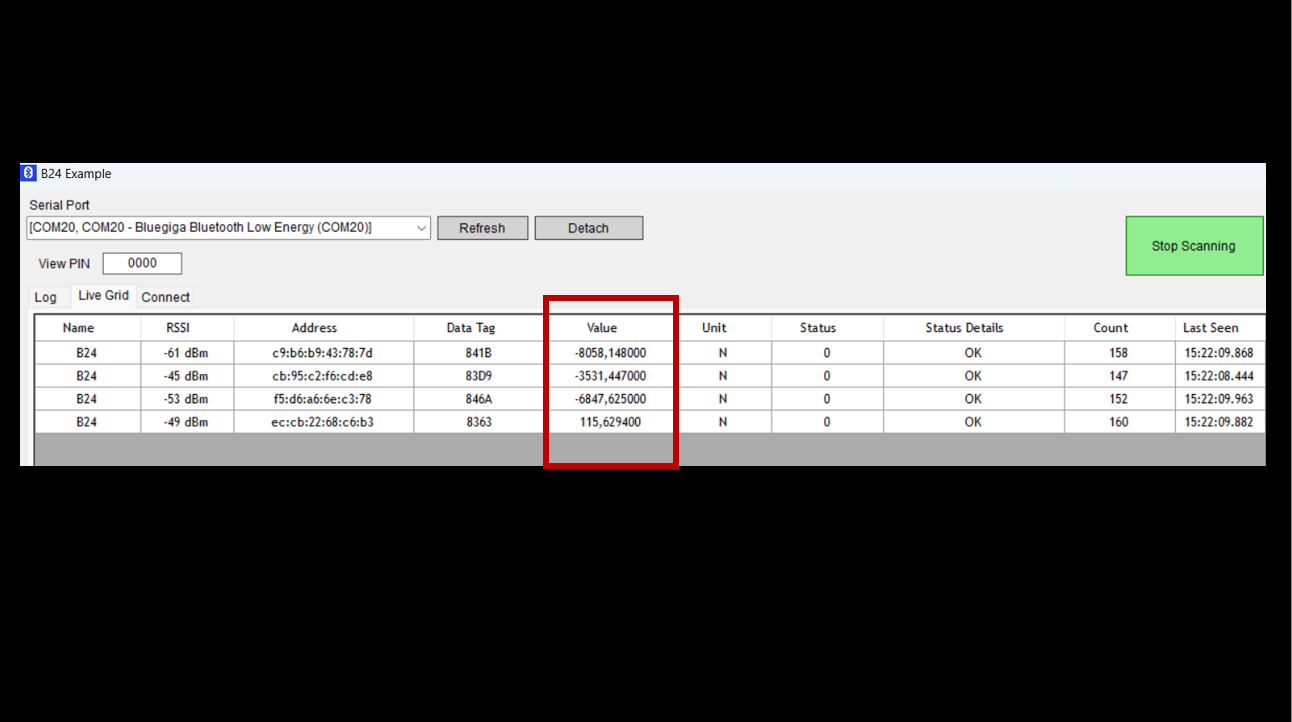 B24 Example
Serial Port
[COM20, COM20 - Bluegiga Bluetooth Low Energy (COM20)] Refresh Detach
Stop Scanning
View PIN 0000
Log Live Grid Connect
Name RSSI Address Data Tag Value Unit Status Status Details Count Last Seen
B24 -61 dBm c9:b6:b9:43:78:7d 841B -8058,148000 N 0 OK 158 15:22:09.868
B24 -45 dBm cb:95:c2:f6:cd:e8 83D9 -3531,447000 N 0 OK 147 15:22:08.444
B24 -53 dBm f5:d6:a6:6e:c3:78 846A -6847,625000 N 0 OK 152 15:22:09.963
B24 -49 dBm ec:cb:22:68:c6:b3 8363 115,629400 N 0 OK 160 15:22:09.882